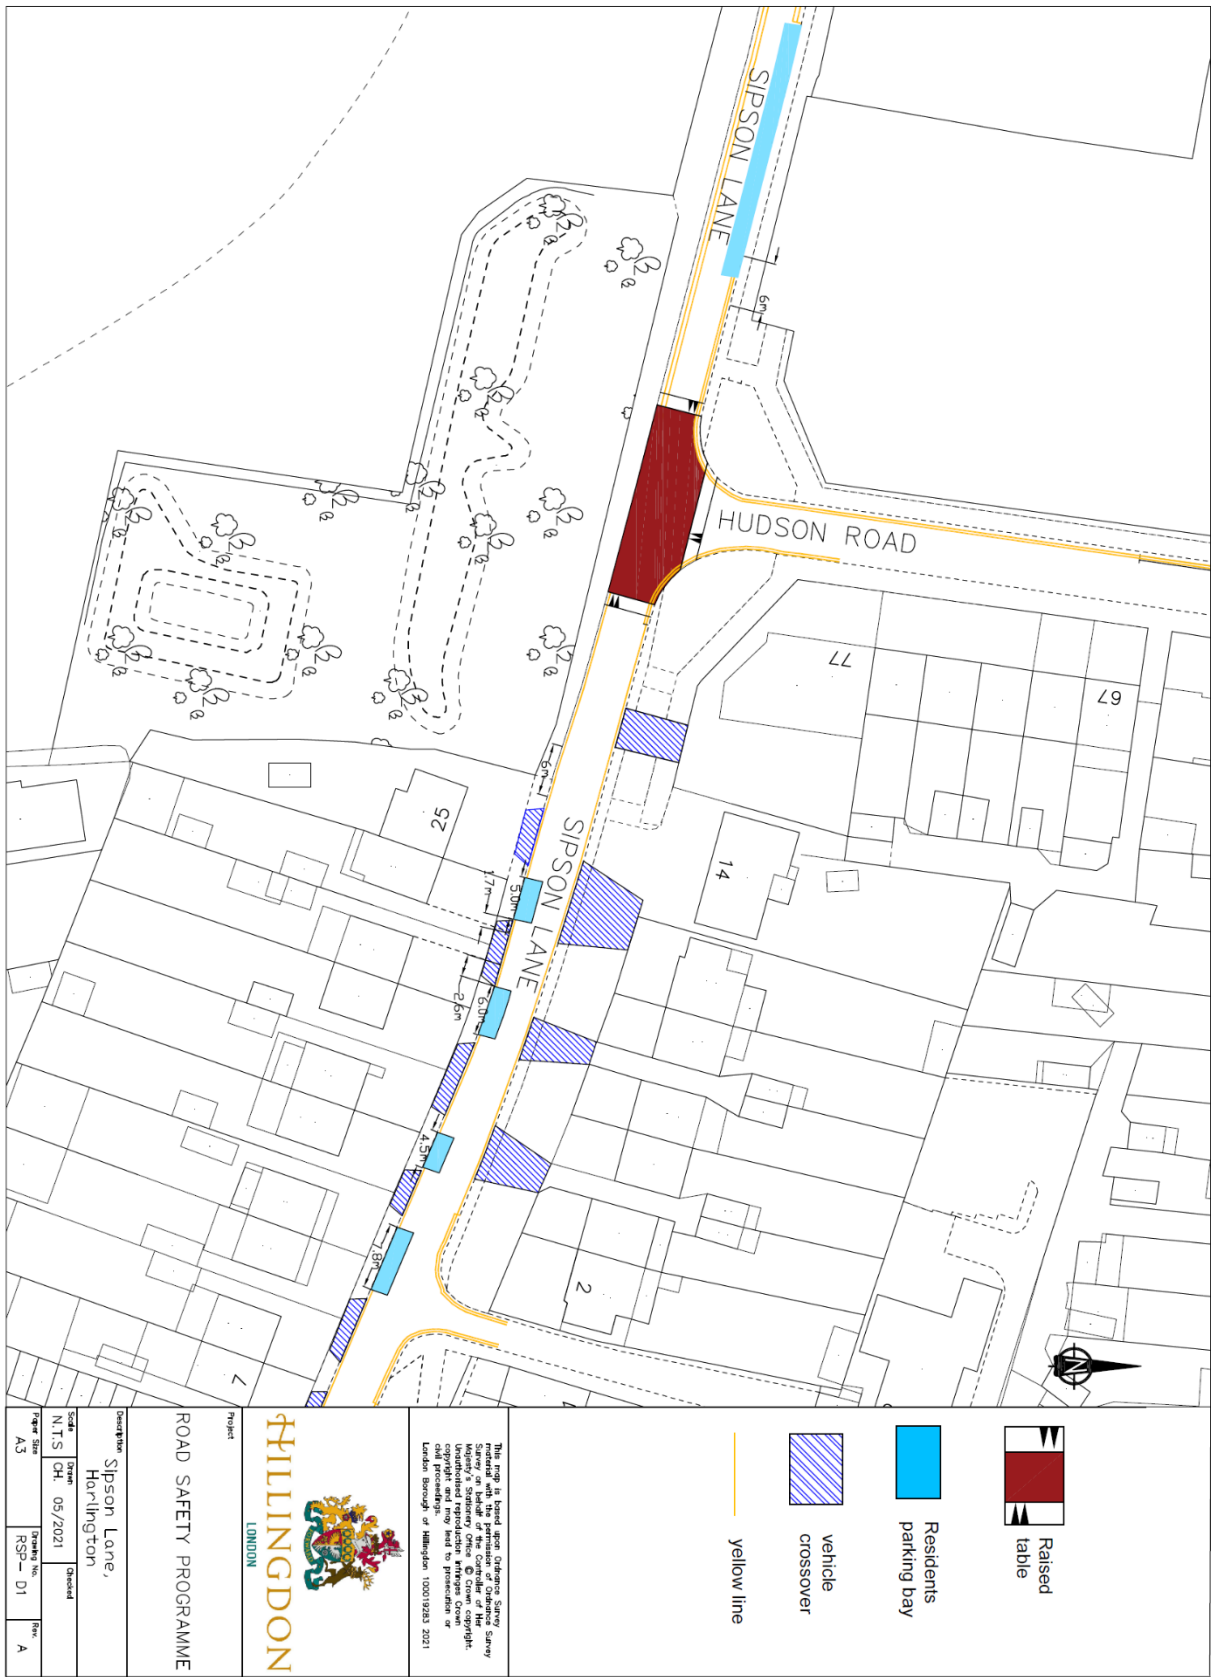 SIPSON LANE
6m
HUDSON ROAD
77
67
6m
25
SIPSON LANE
14
5.0m
1.7m
6.0m
2.6m
4.5m
7.8m
2
7
N
Raised
table
Residents
parking bay
vehicle
crossover
yellow line
This map is based upon Ordnance Survey
material with the permission of Ordnance Survey
Survey on behalf of the Controller of Her
Majesty's Stationery Office © Crown copyright.
Unauthorised reproduction infringes Crown
copyright and may lead to prosecution or
civil proceedings.
London Borough of Hillingdon 100019283 2021
HILLINGDON
LONDON
Project
ROAD SAFETY PROGRAMME
Description
Sipson Lane,
Harlington
Scale N.T.S Drawn CH. 05/2021 Checked
Paper Size A3 Drawing No. RSP- D1 Rev. A